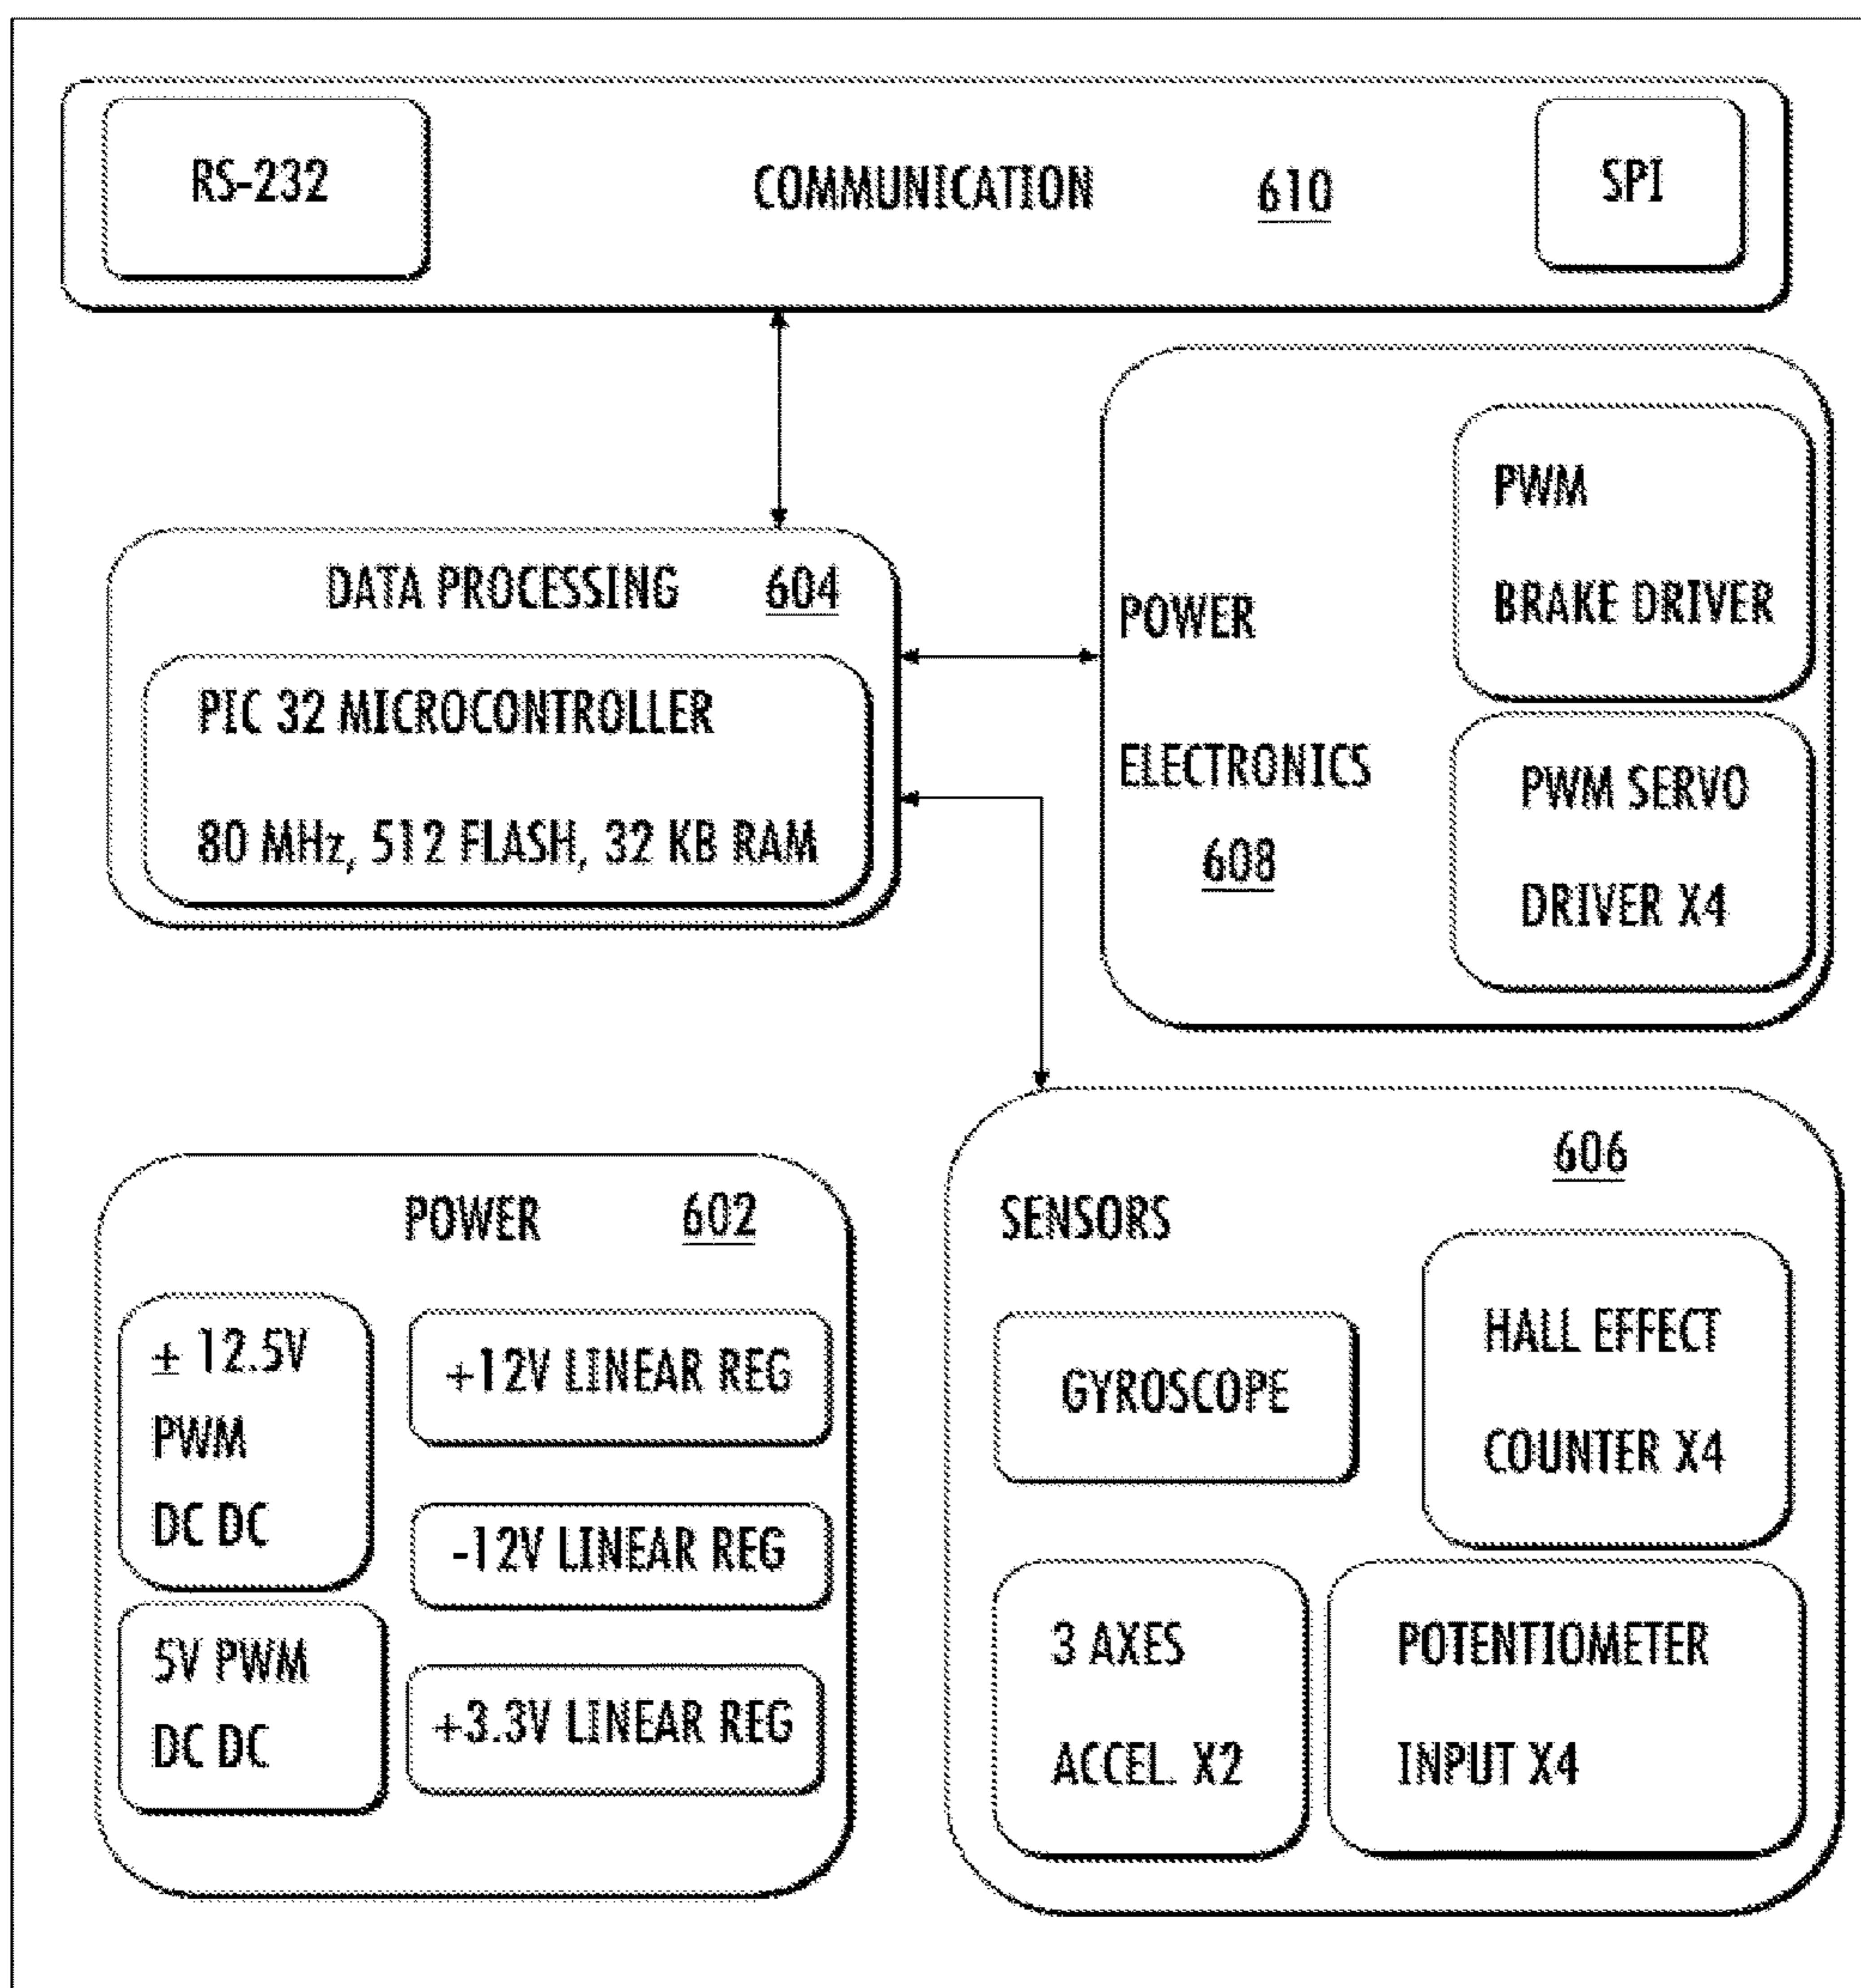 RS-232
COMMUNICATION 610
SPI
DATA PROCESSING 604
PIC 32 MICROCONTROLLER
80 MHz, 512 FLASH, 32 KB RAM
POWER
ELECTRONICS
608
PWM
BRAKE DRIVER
PWM SERVO
DRIVER X4
POWER 602
± 12.5V
PWM
DC DC
5V PWM
DC DC
+12V LINEAR REG
-12V LINEAR REG
+3.3V LINEAR REG
606
SENSORS
GYROSCOPE
HALL EFFECT
COUNTER X4
3 AXES
ACCEL. X2
POTENTIOMETER
INPUT X4